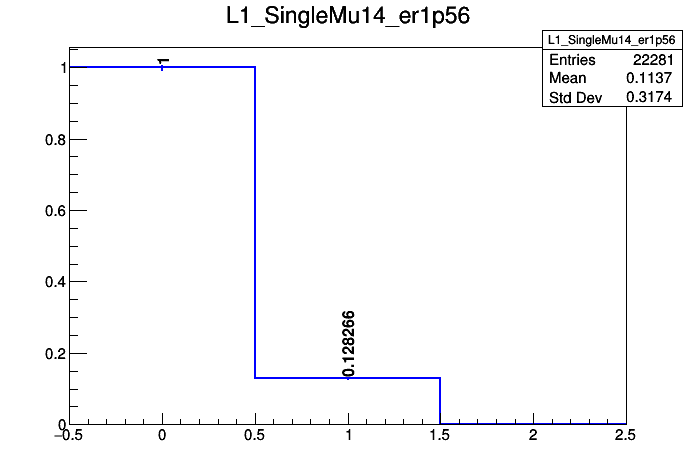 L1_SingleMu14_er1p56
L1_SingleMu14_er1p56
Entries 22281
Mean 0.1137
Std Dev 0.3174
1
0.8
0.6
0.4
0.2
0
1
0.128266
−0.5 0 0.5 1 1.5 2 2.5